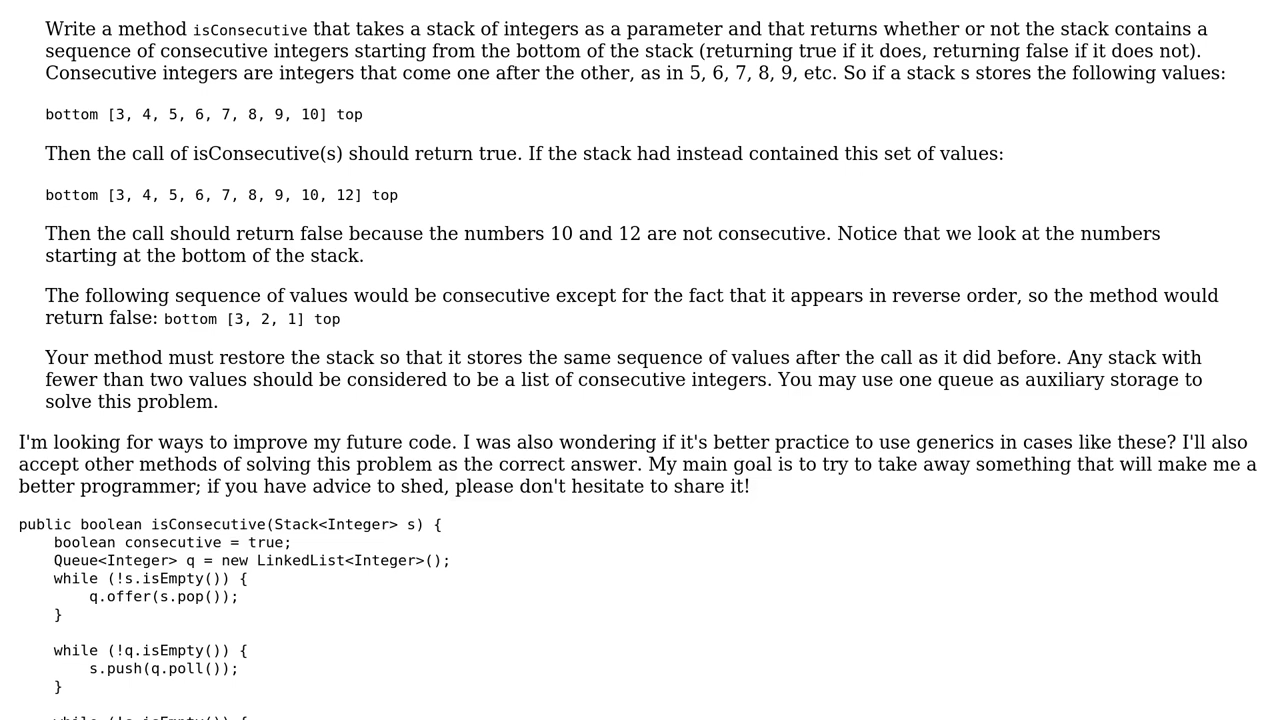 Write a method isConsecutive that takes a stack of integers as a parameter and that returns whether or not the stack contains a
sequence of consecutive integers starting from the bottom of the stack (returning true if it does, returning false if it does not).
Consecutive integers are integers that come one after the other, as in 5, 6, 7, 8, 9, etc. So if a stack s stores the following values:
bottom [3, 4, 5, 6, 7, 8, 9, 10] top
Then the call of isConsecutive(s) should return true. If the stack had instead contained this set of values:
bottom [3, 4, 5, 6, 7, 8, 9, 10, 12] top
Then the call should return false because the numbers 10 and 12 are not consecutive. Notice that we look at the numbers
starting at the bottom of the stack.
The following sequence of values would be consecutive except for the fact that it appears in reverse order, so the method would
return false: bottom [3, 2, 1] top
Your method must restore the stack so that it stores the same sequence of values after the call as it did before. Any stack with
fewer than two values should be considered to be a list of consecutive integers. You may use one queue as auxiliary storage to
solve this problem.
I'm looking for ways to improve my future code. I was also wondering if it's better practice to use generics in cases like these? I'll also
accept other methods of solving this problem as the correct answer. My main goal is to try to take away something that will make me a
better programmer; if you have advice to shed, please don't hesitate to share it!
public boolean isConsecutive(Stack<Integer> s) {
    boolean consecutive = true;
    Queue<Integer> q = new LinkedList<Integer>();
    while (!s.isEmpty()) {
        q.offer(s.pop());
    }
    while (!q.isEmpty()) {
        s.push(q.poll());
    }